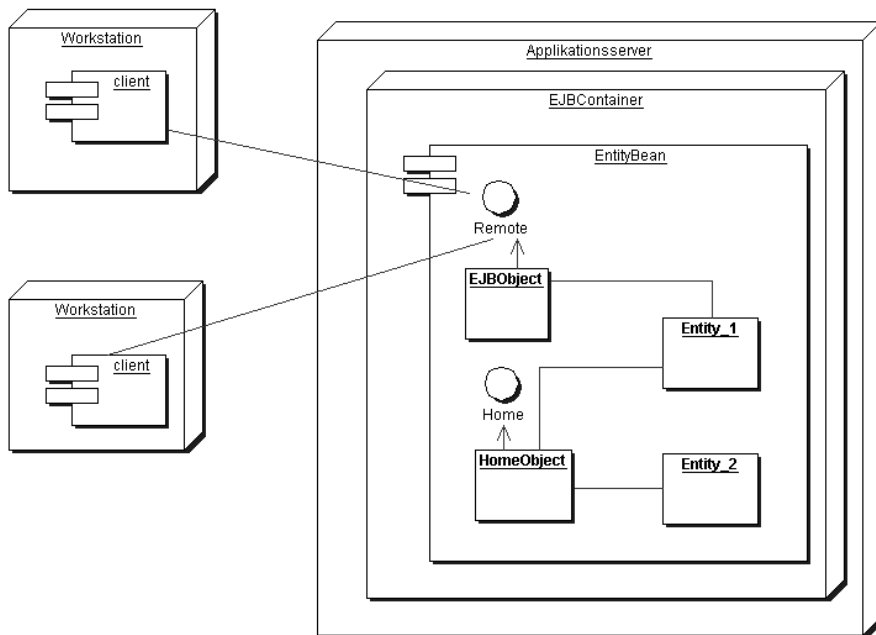 Workstation
client
Workstation
client
Applikationsserver
EJBContainer
EntityBean
Remote
EJBObject
Entity_1
Home
HomeObject
Entity_2